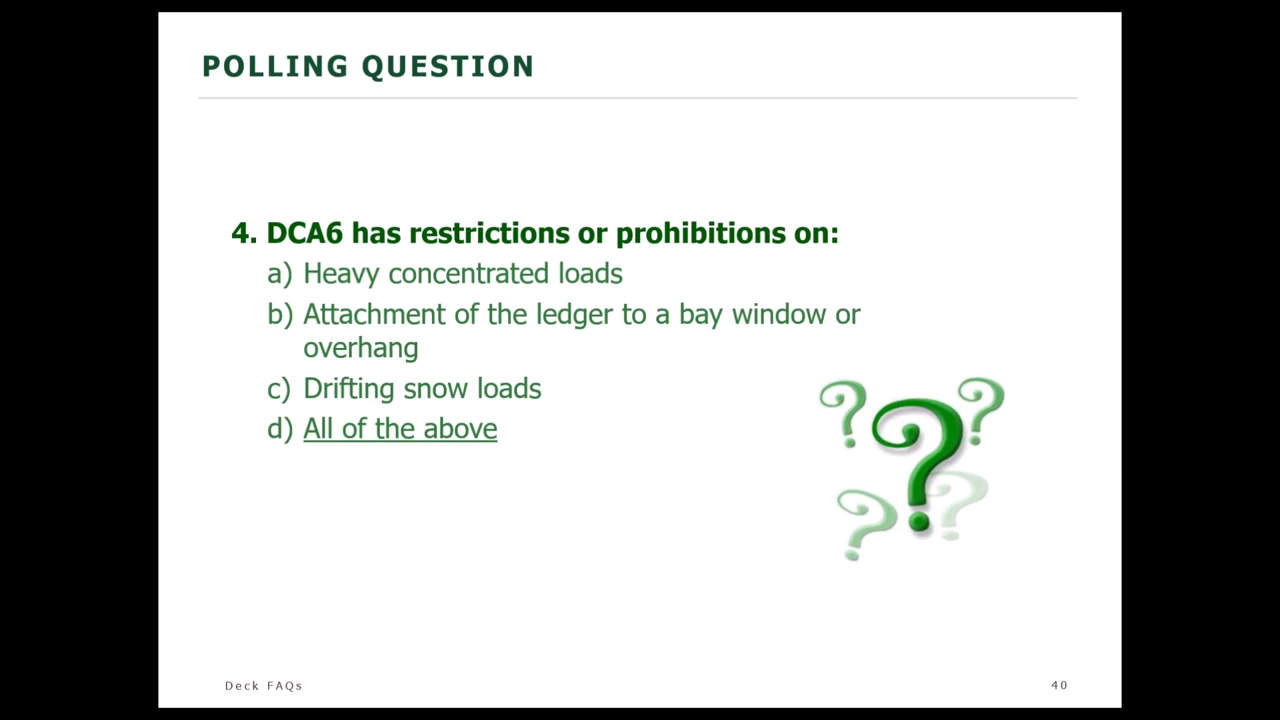 POLLING QUESTION
4. DCA6 has restrictions or prohibitions on:
a) Heavy concentrated loads
b) Attachment of the ledger to a bay window or
overhang
c) Drifting snow loads
d) All of the above
Deck FAQs
40